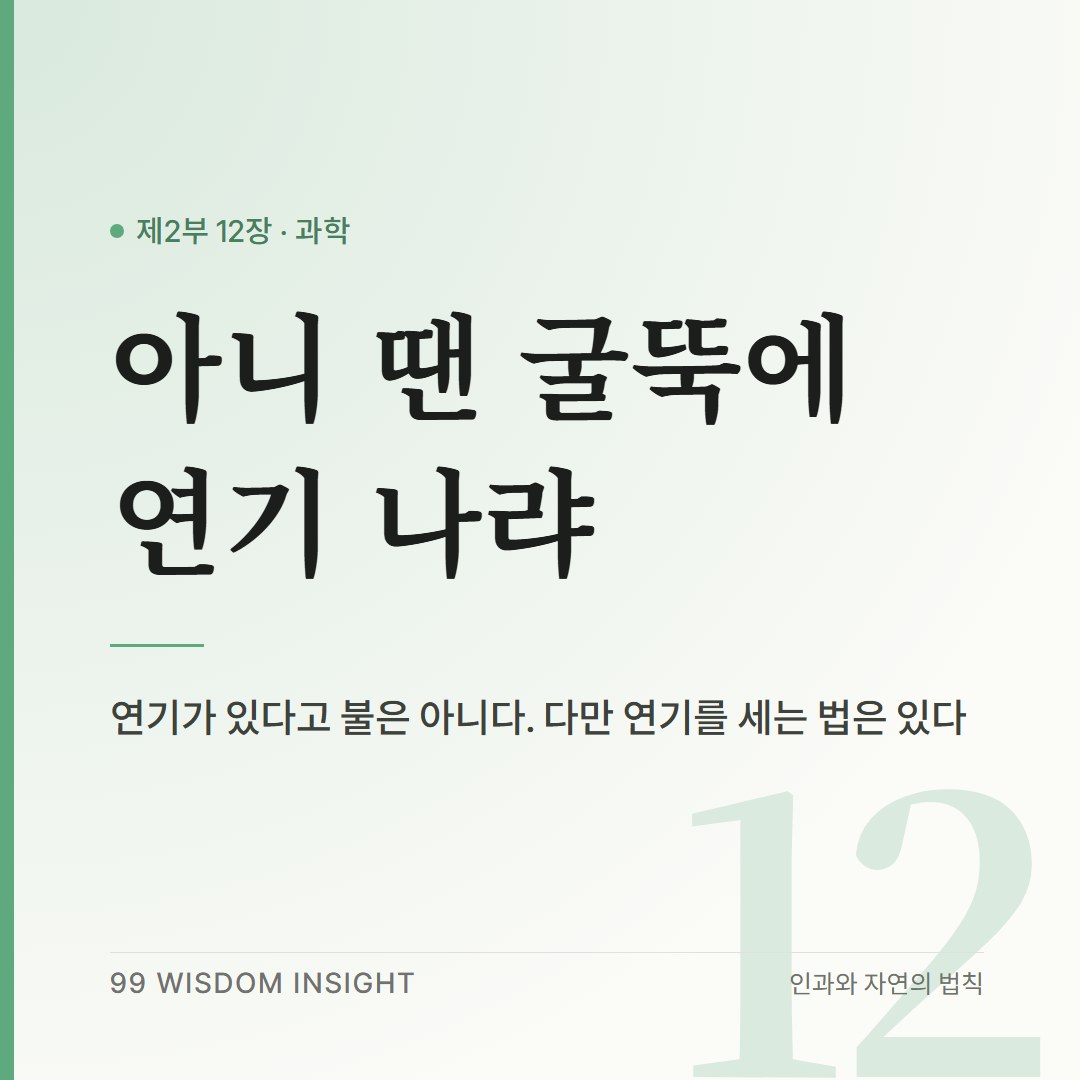 제2부 12장 · 과학
아니 땐 굴뚝에
연기 나랴
연기가 있다고 불은 아니다. 다만 연기를 세는 법은 있다
12
99 WISDOM INSIGHT
인과와 자연의 법칙